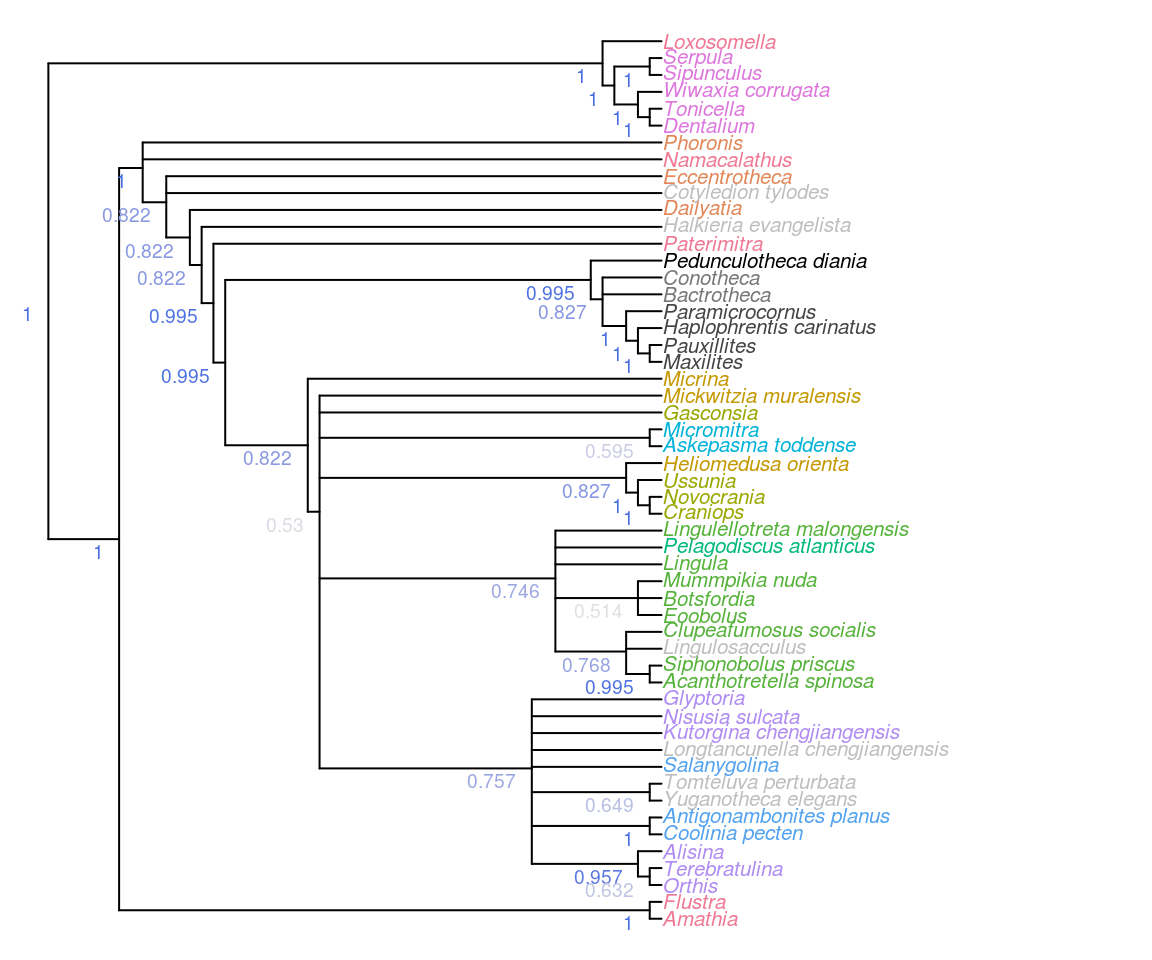 Loxosomella
Serpula
1
1
Sipunculus
1
Wiwaxia corrugata
Tonicella
1
Dentalium
1
Phoronis
Namacalathus
Eccentrotheca
1
Cotyledion tylodes
Dailyatia
0.822
Halkieria evangelista
Paterimitra
0.822
Pedunculotheca diania
0.822
Conotheca
0.995
Bactrotheca
0.827
Paramicrocornus
1
0.995
Haplophrentis carinatus
1
Pauxillites
1
Maxilites
1
0.995
Micrina
Mickwitzia muralensis
Gasconsia
Micromitra
Askepasma toddense
0.595
0.822
Heliomedusa orienta
Ussunia
0.827
Novocrania
1
Craniops
1
0.53
Lingulellotreta malongensis
Pelagodiscus atlanticus
1
Lingula
Mummpikia nuda
0.746
Botsfordia
0.514
Eoobolus
Clupeafumosus socialis
Lingulosacculus
0.768
Siphonobolus priscus
Acanthotretella spinosa
0.995
Glyptoria
Nisusia sulcata
Kutorgina chengjiangensis
Longtancunella chengjiangensis
Salanygolina
0.757
Tomteluva perturbata
Yuganotheca elegans
0.649
Antigonambonites planus
Coolinia pecten
1
Alisina
Terebratulina
0.957
Orthis
0.632
Flustra
Amathia
1